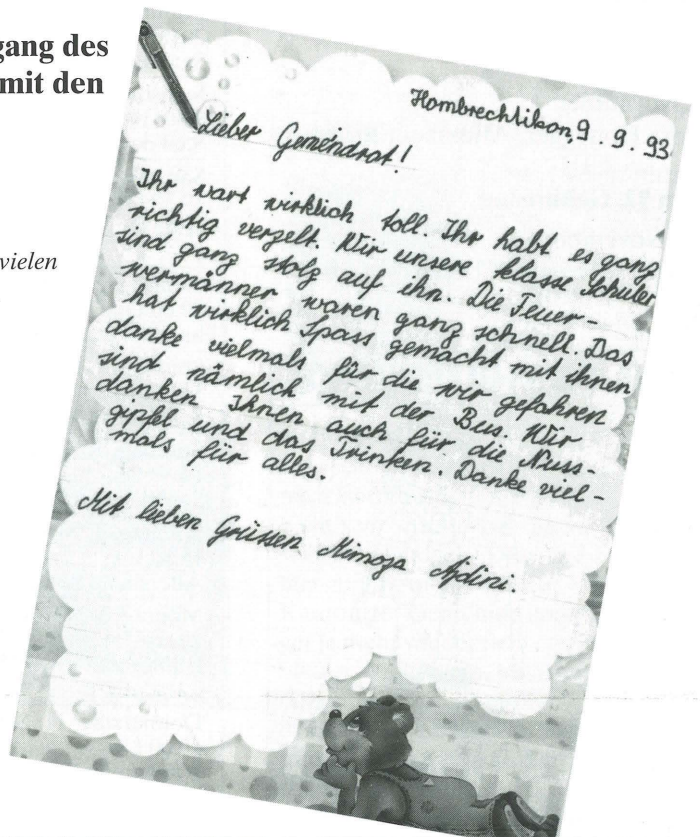 gang des
mit den
vielen
Hombrechtikon, 9. 9. 93
Lieber Gemeindrat!
Ihr wart wirklich toll. Ihr habt es ganz
richtig verzelt. Wir unsere klasse Schüler
sind ganz stolz auf ihn. Die Feuer-
wermänner waren ganz schnell. Das
hat wirklich Spass gemacht mit ihnen
danke vielmals für die wir gefahren
sind nämlich mit der Bus. Wir
danken Ihnen auch für die Nuss-
gipfel und das Trinken. Danke viel-
mals für alles.
Mit lieben Grüssen Mimoza Ajdini.